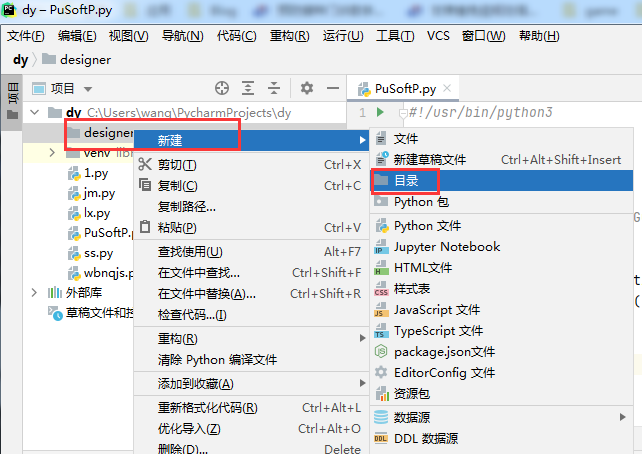 dy – PuSoftP.py
文件(F) 编辑(E) 视图(V) 导航(N) 代码(C) 重构(R) 运行(U) 工具(T) VCS 窗口(W) 帮助(H)
dy designer
项目
项目
PuSoftP.py
dy C:\Users\wang\PycharmProjects\dy
1 #!/usr/bin/python3
designer
新建
文件
venv
剪切(T) Ctrl+X
新建草稿文件 Ctrl+Alt+Shift+Insert
1.py
复制(C) Ctrl+C
目录
jm.py
复制路径...
Python 包
lx.py
PuSoftP.p
粘贴(P) Ctrl+V
Python 文件
ss.py
查找使用(U) Alt+F7
Jupyter Notebook
wbnqjs.p
在文件中查找... Ctrl+Shift+F
HTML文件
外部库
在文件中替换(A)... Ctrl+Shift+R
样式表
草稿文件和控
检查代码...(I)
JavaScript 文件
TypeScript 文件
重构(R)
package.json文件
清除 Python 编译文件
EditorConfig 文件
添加到收藏(A)
资源包
重新格式化代码(R) Ctrl+Alt+L
数据源
优化导入(Z) Ctrl+Alt+O
DDL 数据源
删除(D)... Delete